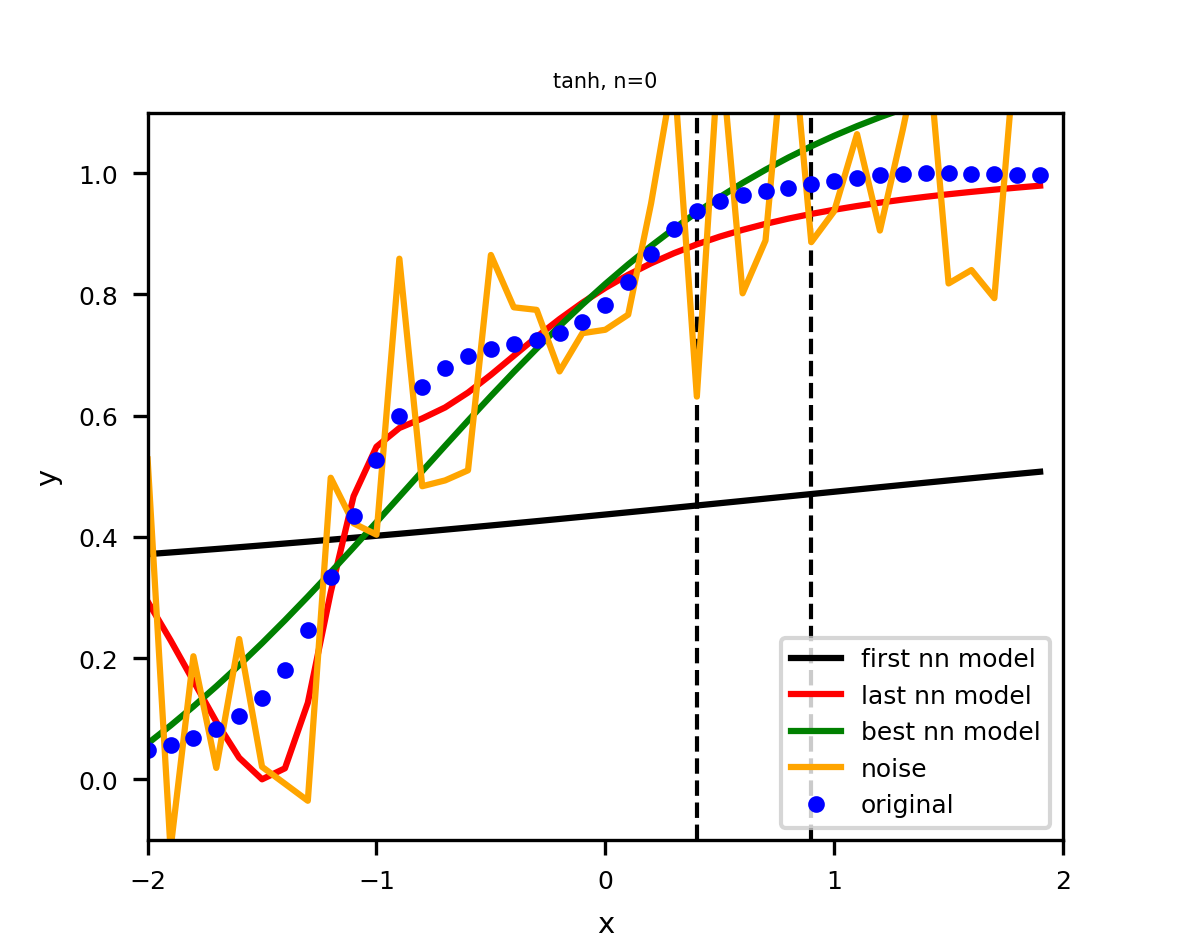 tanh, n=0
1.0
0.8
0.6
0.4
0.2
0.0
y
−2
−1
0
1
2
x
first nn model
last nn model
best nn model
noise
original